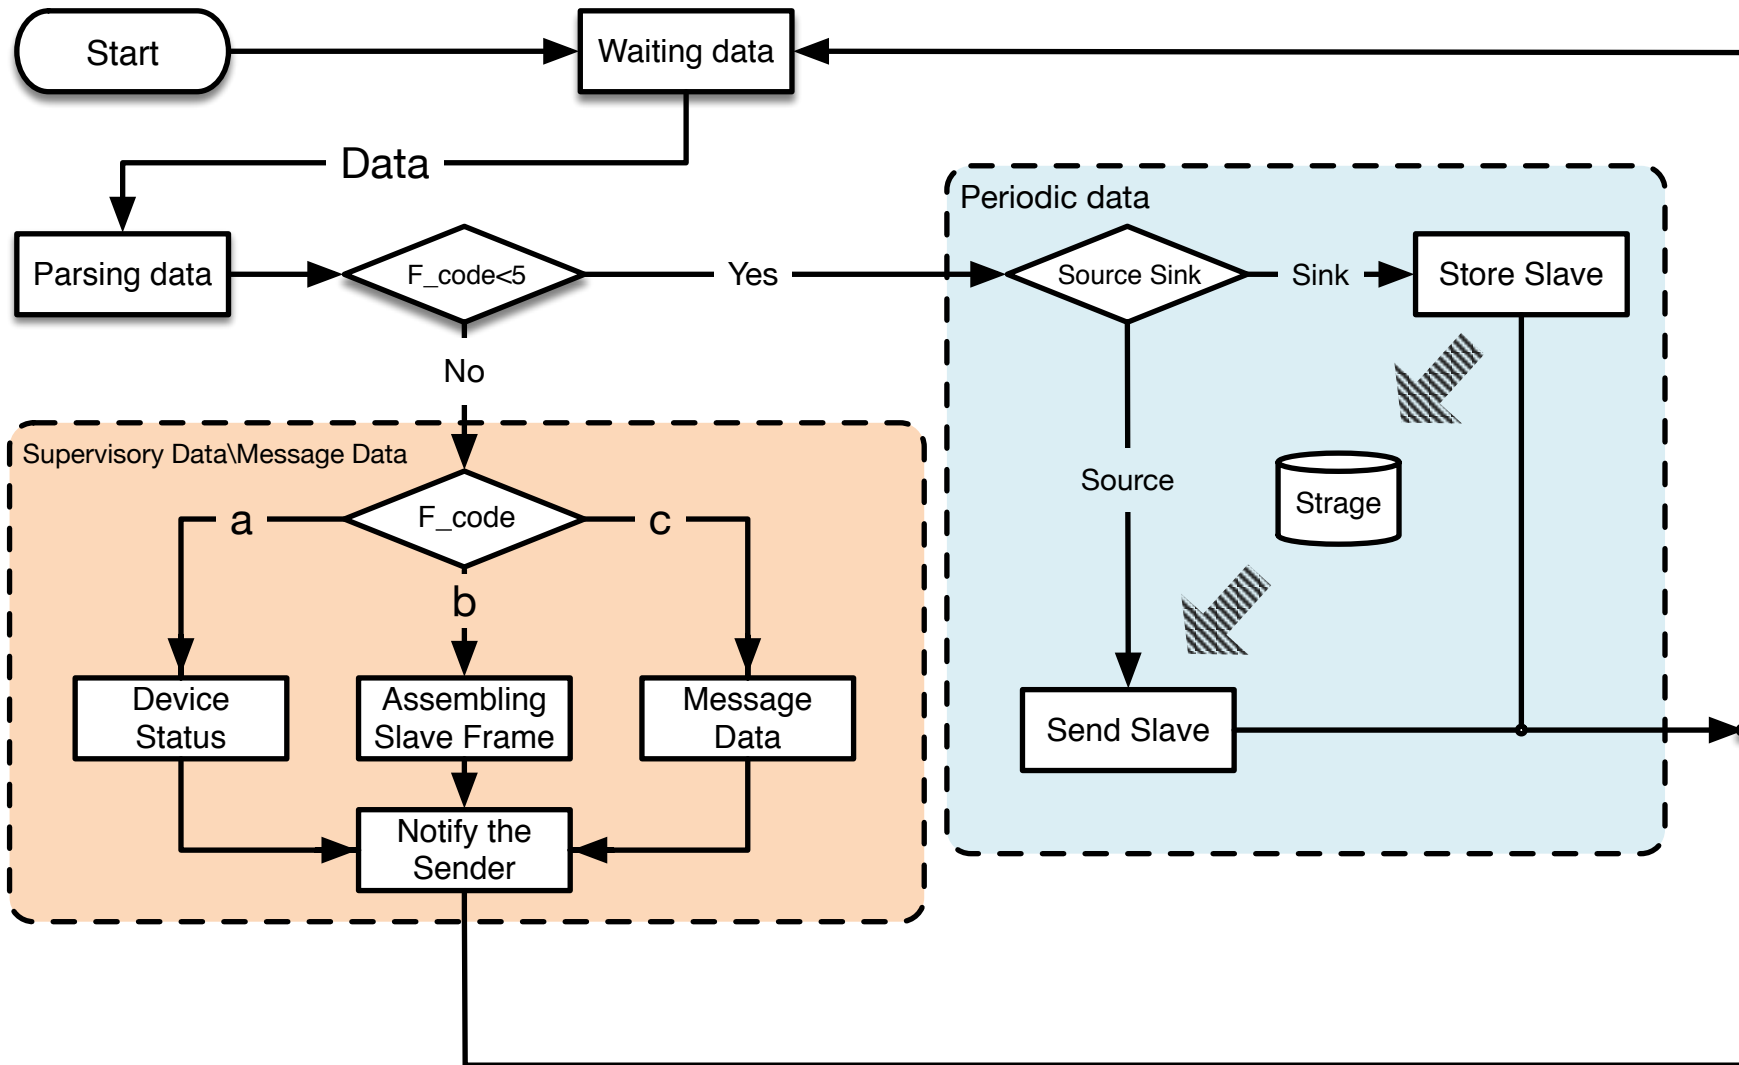 Start
Waiting data
Data
Parsing data
F_code<5
Yes
No
Periodic data
Source Sink
Sink
Store Slave
Source
Strage
Send Slave
Supervisory Data\Message Data
F_code
a
b
c
Device
Status
Assembling
Slave Frame
Message
Data
Notify the
Sender